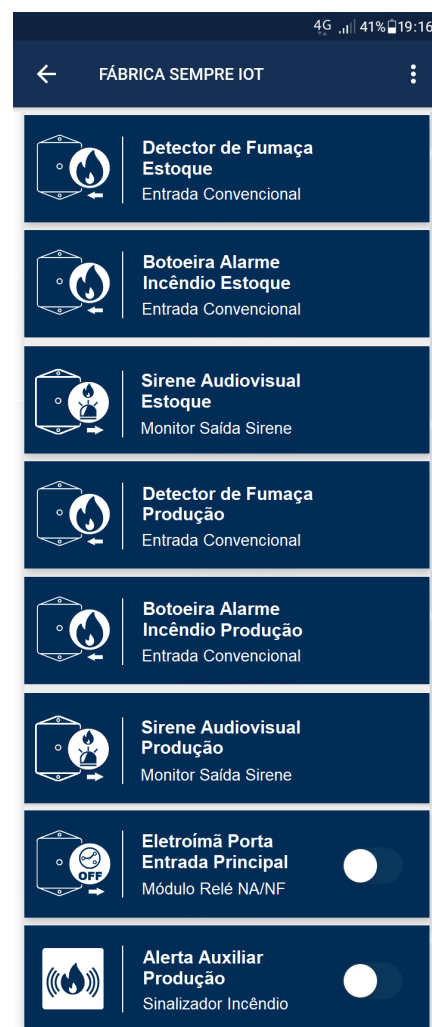 4G 41% 19:16
FÁBRICA SEMPRE IOT
Detector de Fumaça
Estoque
Entrada Convencional
Botoeira Alarme
Incêndio Estoque
Entrada Convencional
Sirene Audiovisual
Estoque
Monitor Saída Sirene
Detector de Fumaça
Produção
Entrada Convencional
Botoeira Alarme
Incêndio Produção
Entrada Convencional
Sirene Audiovisual
Produção
Monitor Saída Sirene
Eletroímã Porta
Entrada Principal
OFF
Módulo Relé NA/NF
Alerta Auxiliar
Produção
Sinalizador Incêndio